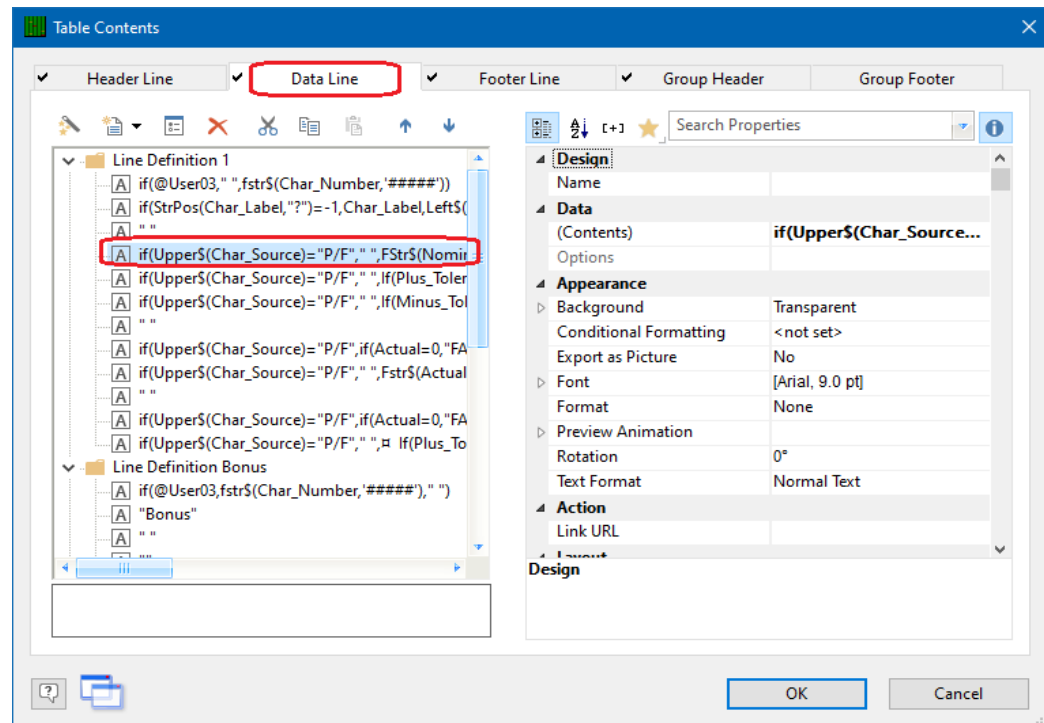 Table Contents
Header Line
Data Line
Footer Line
Group Header
Group Footer
Search Properties
Line Definition 1
A if(@User03," ",fstr$(Char_Number,'#####'))
A if(StrPos(Char_Label,"?")=-1,Char_Label,Left$(
A " "
A if(Upper$(Char_Source)="P/F"," ",FStr$(Nomin
A if(Upper$(Char_Source)="P/F"," ",If(Plus_Toler
A if(Upper$(Char_Source)="P/F"," ",If(Minus_Tol
A " "
A if(Upper$(Char_Source)="P/F",if(Actual=0,"FA
A if(Upper$(Char_Source)="P/F"," ",Fstr$(Actual
A " "
A if(Upper$(Char_Source)="P/F",if(Actual=0,"FA
A if(Upper$(Char_Source)="P/F"," ",¤ If(Plus_To
Line Definition Bonus
A if(@User03,fstr$(Char_Number,'#####')," ")
A "Bonus"
A " "
Design
Name
Data
(Contents) if(Upper$(Char_Source...
Options
Appearance
Background Transparent
Conditional Formatting <not set>
Export as Picture No
Font [Arial, 9.0 pt]
Format None
Preview Animation
Rotation 0°
Text Format Normal Text
Action
Link URL
Layout
Design
OK
Cancel